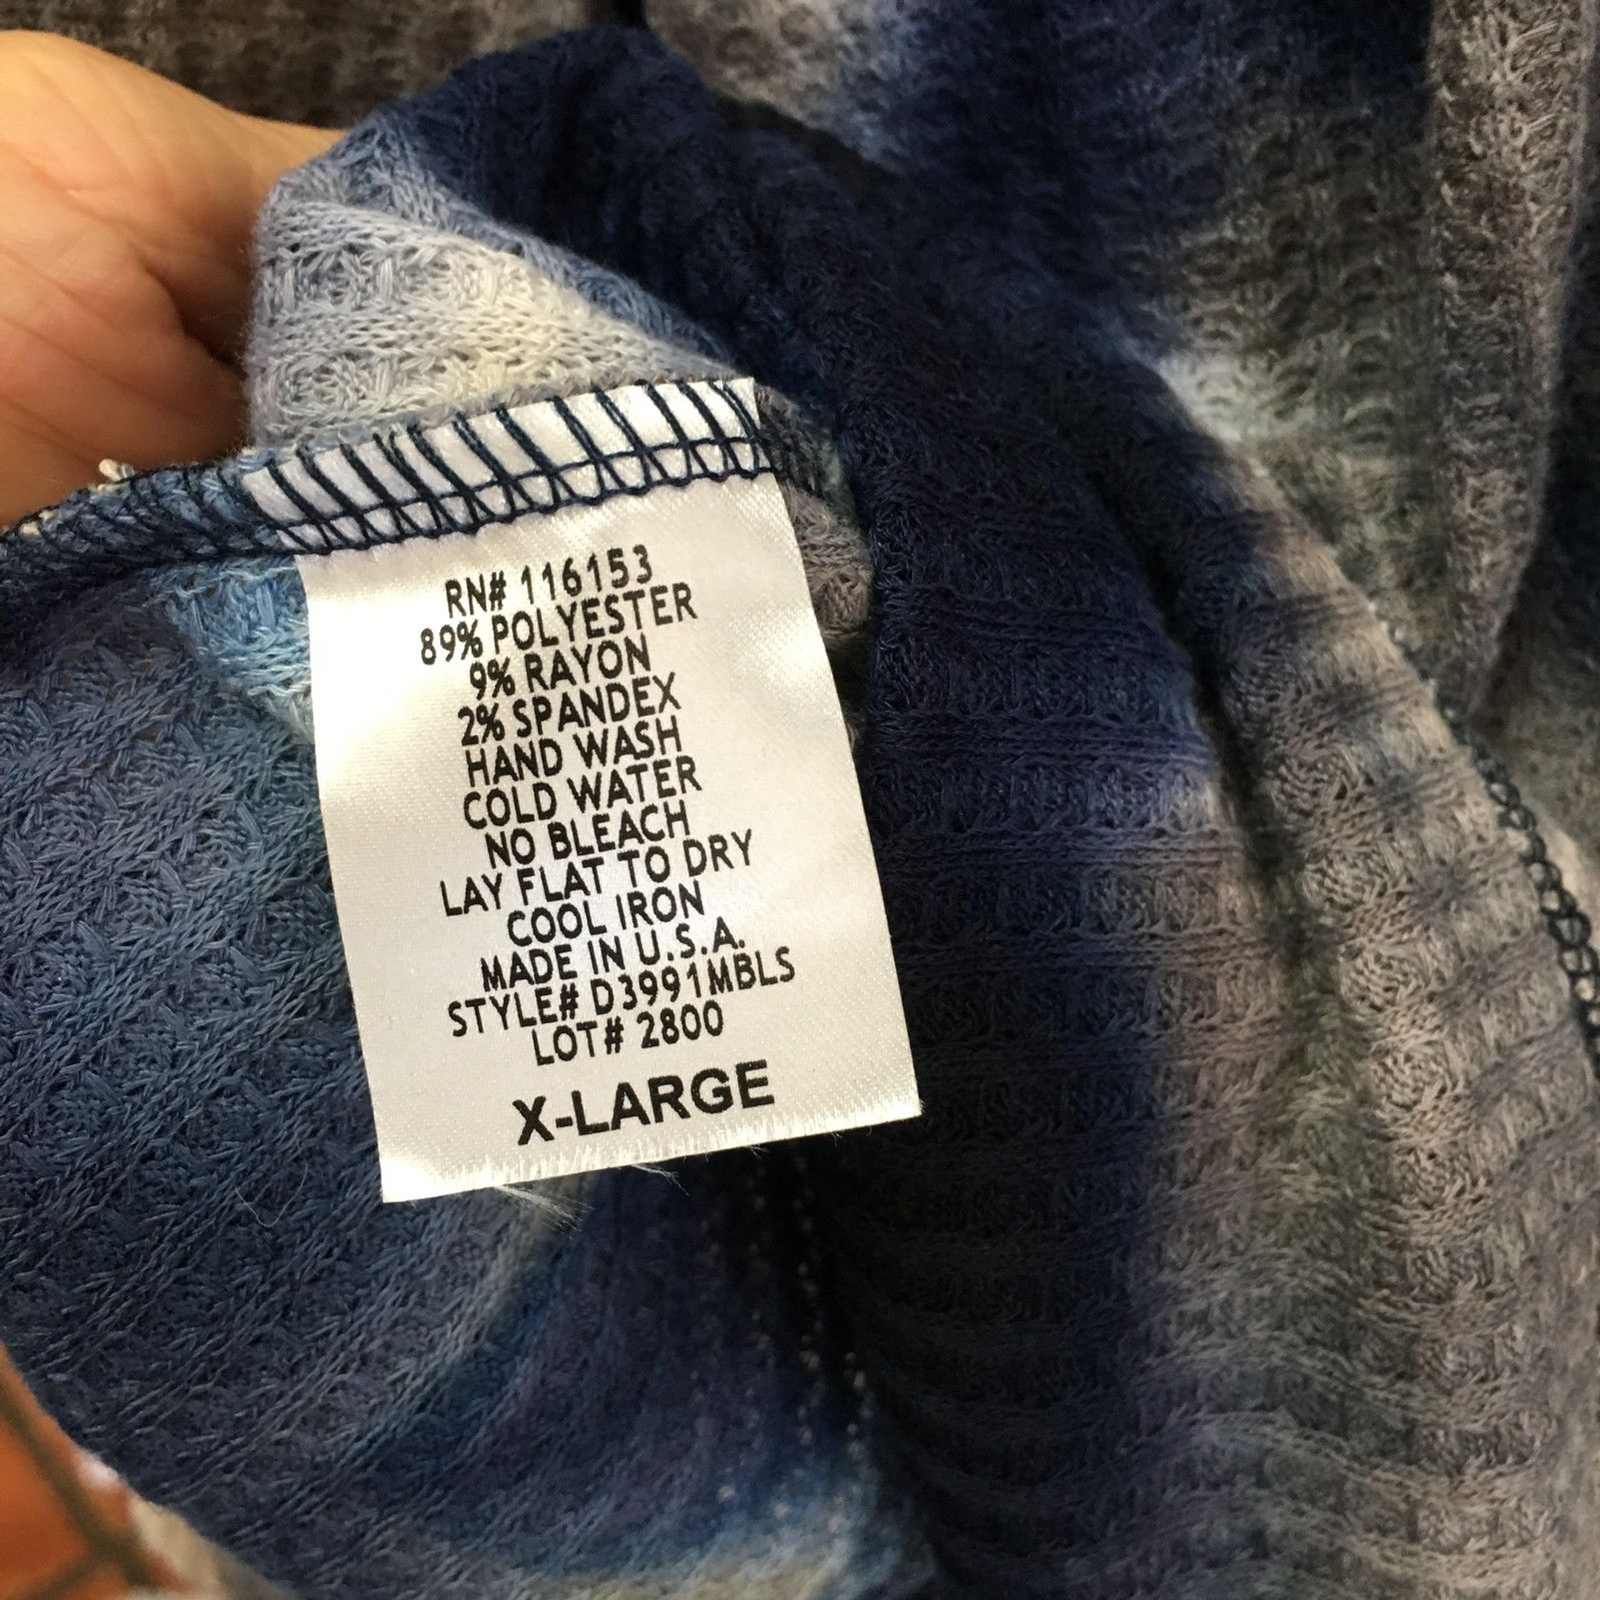 RN# 116153
89% POLYESTER
9% RAYON
2% SPANDEX
HAND WASH
COLD WATER
NO BLEACH
LAY FLAT TO DRY
COOL IRON
MADE IN U.S.A.
STYLE# D3991MBLS
LOT# 2800
X-LARGE